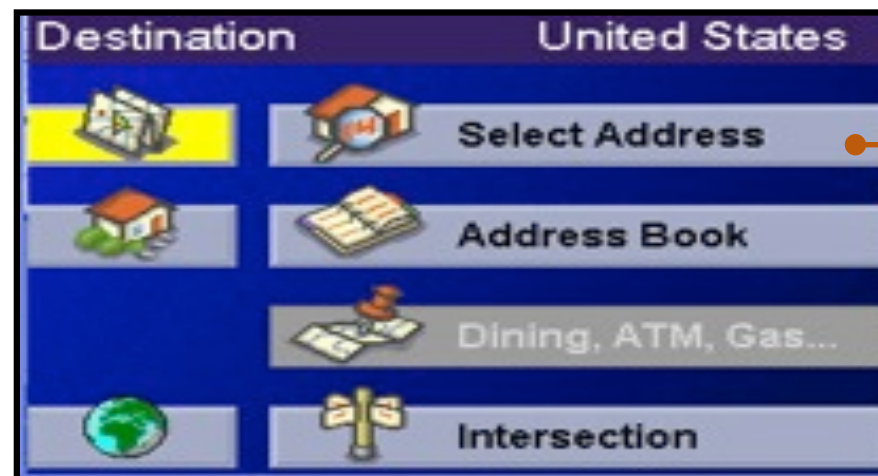 Destination United States
Select Address
Address Book
Dining, ATM, Gas...
Intersection